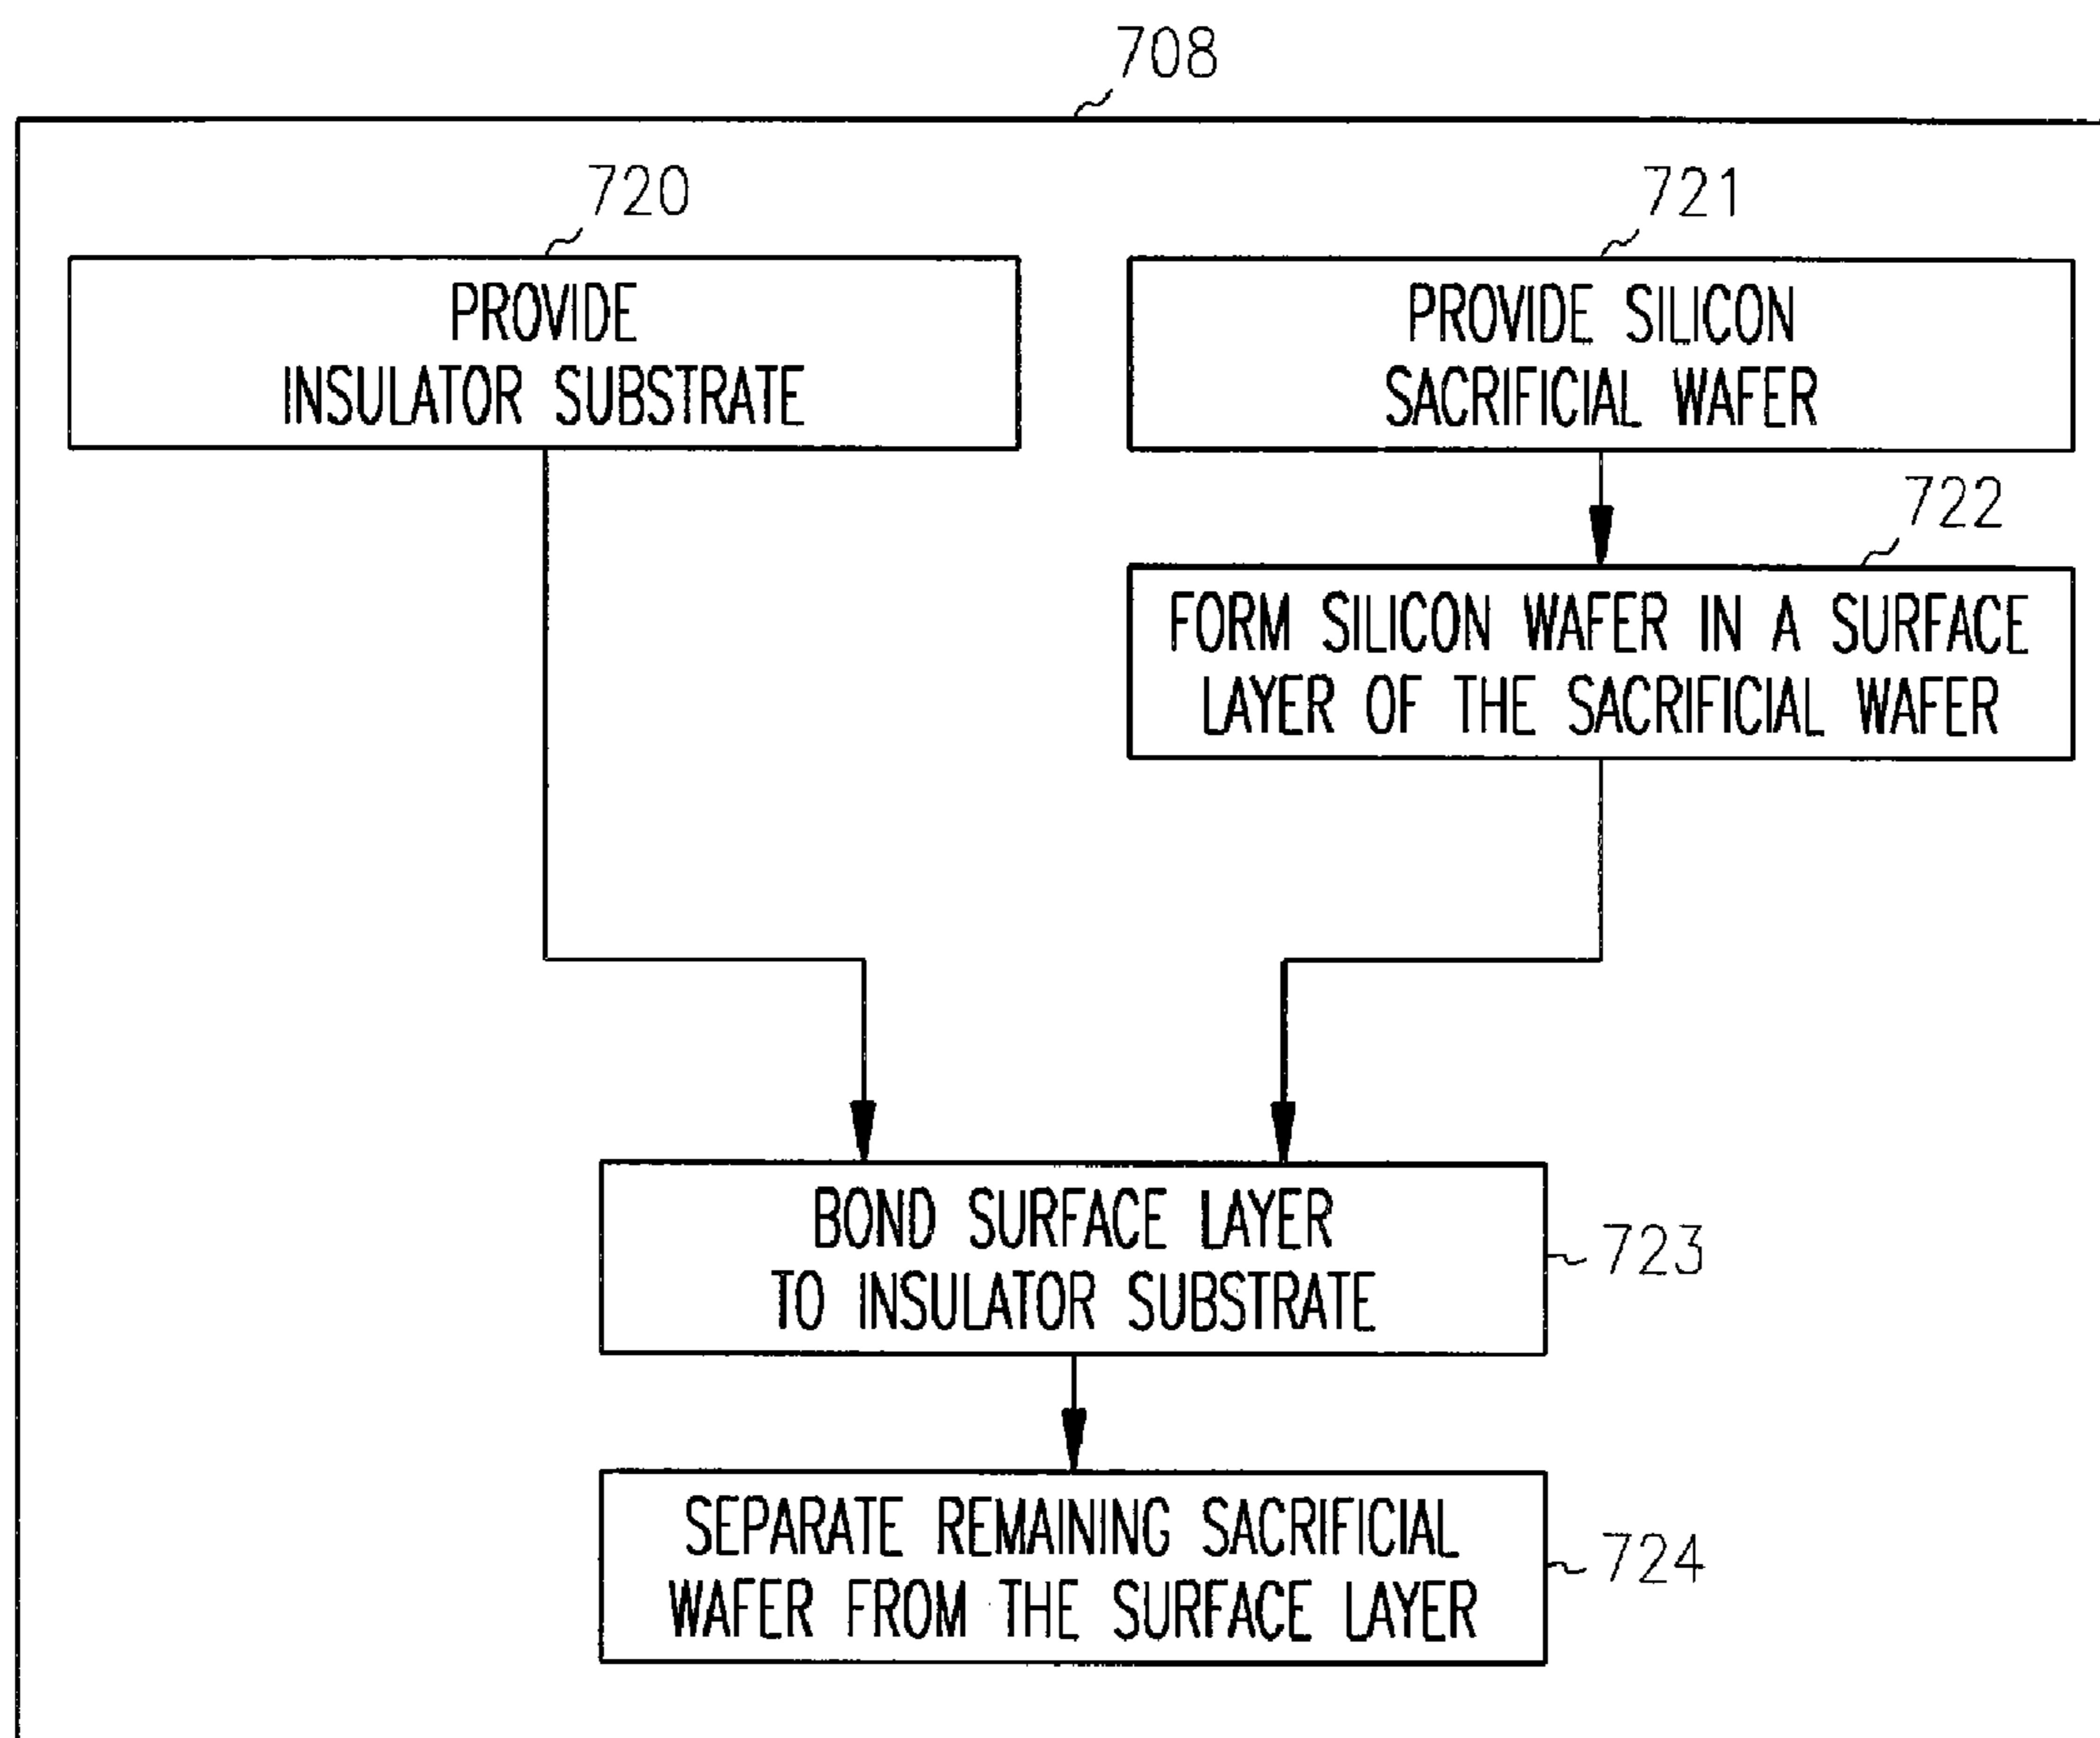 708
720
PROVIDE
INSULATOR SUBSTRATE
721
PROVIDE SILICON
SACRIFICIAL WAFER
722
FORM SILICON WAFER IN A SURFACE
LAYER OF THE SACRIFICIAL WAFER
BOND SURFACE LAYER
TO INSULATOR SUBSTRATE
723
SEPARATE REMAINING SACRIFICIAL
WAFER FROM THE SURFACE LAYER
724